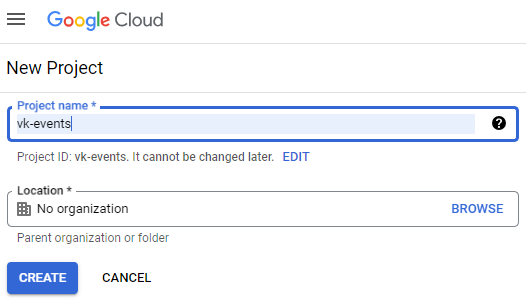 Google Cloud
New Project
Project name *
vk-events
Project ID: vk-events. It cannot be changed later. EDIT
Location *
No organization BROWSE
Parent organization or folder
CREATE CANCEL